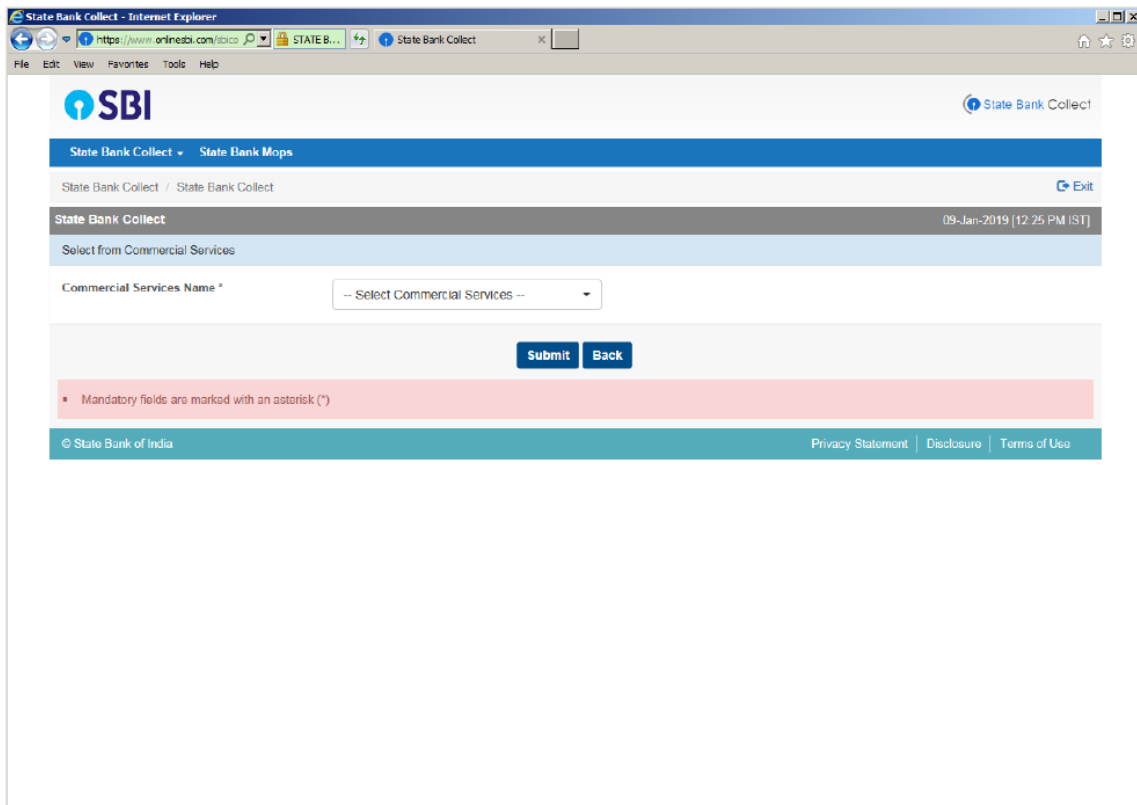 State Bank Collect - Internet Explorer
https://www.onlinesbi.com/sbico STATE B... State Bank Collect
File Edit View Favorites Tools Help
SBI State Bank Collect
State Bank Collect State Bank Mops
State Bank Collect / State Bank Collect Exit
State Bank Collect 09-Jan-2019 [12:25 PM IST]
Select from Commercial Services
Commercial Services Name * -- Select Commercial Services --
Submit Back
Mandatory fields are marked with an asterisk (*)
© State Bank of India Privacy Statement | Disclosure | Terms of Use